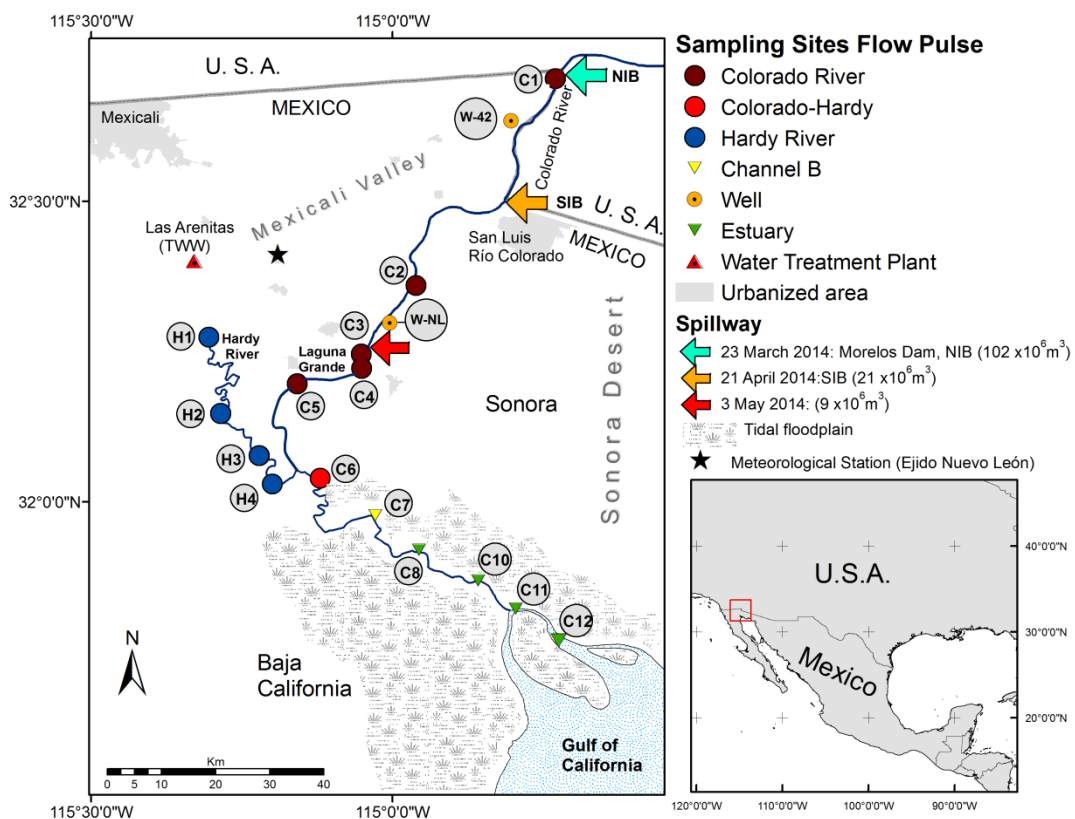 115°30'0"W
115°0'0"W
U. S. A.
MEXICO
Mexicali
C1
NIB
W-42
Colorado River
Mexicali Valley
32°30'0"N
SIB
U. S. A.
MEXICO
San Luis
Río Colorado
Las Arenitas
(TWW)
C2
C3
W-NL
H1
Hardy
River
Laguna
Grande
C4
C5
Sonora
Sonora Desert
H2
H3
H4
C6
32°0'0"N
C7
C8
C10
C11
C12
N
Baja
California
Gulf of
California
Km
0 5 10 20 30 40
115°30'0"W
115°0'0"W
Sampling Sites Flow Pulse
Colorado River
Colorado-Hardy
Hardy River
Channel B
Well
Estuary
Water Treatment Plant
Urbanized area
Spillway
23 March 2014: Morelos Dam, NIB (102 x10⁶m³)
21 April 2014:SIB (21 x10⁶m³)
3 May 2014: (9 x10⁶m³)
Tidal floodplain
Meteorological Station (Ejido Nuevo León)
40°0'0"N
U.S.A.
30°0'0"N
Mexico
20°0'0"N
120°0'0"W 110°0'0"W 100°0'0"W 90°0'0"W